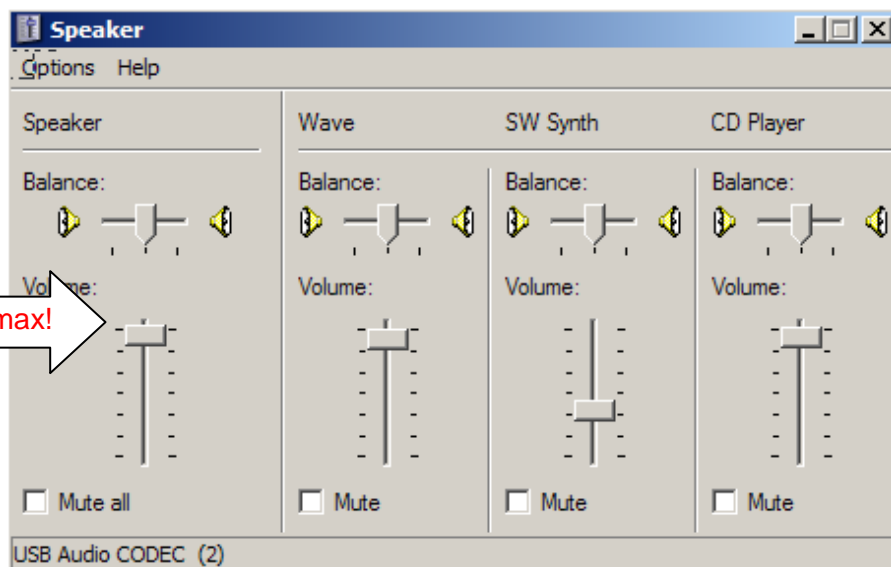 Speaker
Options Help
Speaker Wave SW Synth CD Player
Balance: Balance: Balance: Balance:
Volume: Volume: Volume: Volume:
max!
Mute all Mute Mute Mute
USB Audio CODEC (2)